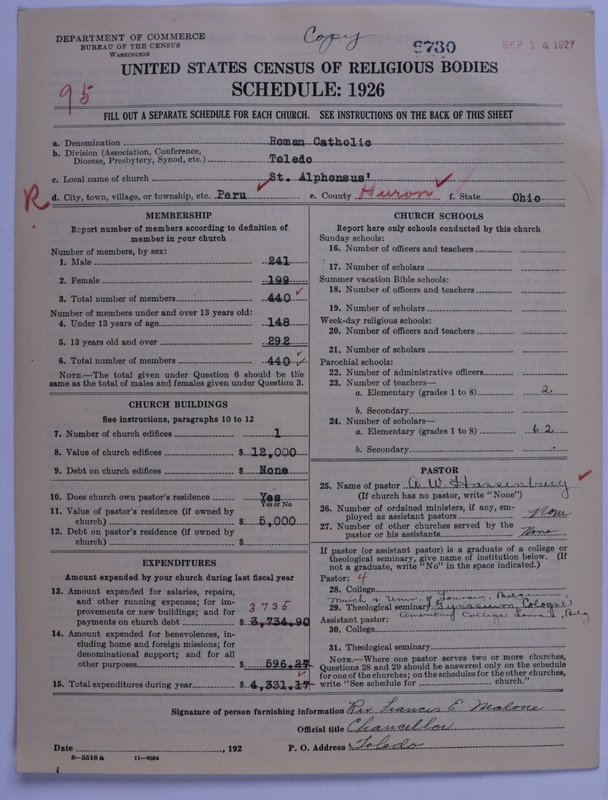 DEPARTMENT OF COMMERCE
BUREAU OF THE CENSUS
WASHINGTON
Copy
9730
SEP 14 1927
UNITED STATES CENSUS OF RELIGIOUS BODIES
SCHEDULE: 1926
95
FILL OUT A SEPARATE SCHEDULE FOR EACH CHURCH. SEE INSTRUCTIONS ON THE BACK OF THIS SHEET
a. Denomination Roman Catholic
b. Division (Association, Conference, Diocese, Presbytery, Synod, etc.) Toledo
c. Local name of church St. Alphonsus'
R d. City, town, village, or township, etc. Peru e. County Huron f. State Ohio
MEMBERSHIP
Report number of members according to definition of member in your church
Number of members, by sex:
1. Male 241
2. Female 199
3. Total number of members 440
Number of members under and over 13 years old:
4. Under 13 years of age 148
5. 13 years old and over 292
6. Total number of members 440
NOTE.—The total given under Question 6 should be the same as the total of males and females given under Question 3.
CHURCH BUILDINGS
See instructions, paragraphs 10 to 12
7. Number of church edifices 1
8. Value of church edifices $ 12,000
9. Debt on church edifices $ None
10. Does church own pastor's residence Yes
Yes or No
11. Value of pastor's residence (if owned by church) $ 5,000
12. Debt on pastor's residence (if owned by church) $
EXPENDITURES
Amount expended by your church during last fiscal year
13. Amount expended for salaries, repairs, and other running expenses; for improvements or new buildings; and for payments on church debt $ 3,734.90
3735
14. Amount expended for benevolences, including home and foreign missions; for denominational support; and for all other purposes $ 596.27
15. Total expenditures during year $ 4,331.17
CHURCH SCHOOLS
Report here only schools conducted by this church
Sunday schools:
16. Number of officers and teachers
17. Number of scholars
Summer vacation Bible schools:
18. Number of officers and teachers
19. Number of scholars
Week-day religious schools:
20. Number of officers and teachers
21. Number of scholars
Parochial schools:
22. Number of administrative officers
23. Number of teachers—
a. Elementary (grades 1 to 8) 2
b. Secondary
24. Number of scholars—
a. Elementary (grades 1 to 8) 62
b. Secondary
PASTOR
25. Name of pastor A. W. Hassenburg
(If church has no pastor, write "None")
26. Number of ordained ministers, if any, employed as assistant pastors None
27. Number of other churches served by the pastor or his assistants None
If pastor (or assistant pastor) is a graduate of a college or theological seminary, give name of institution below. (If not a graduate, write "No" in the space indicated.)
Pastor: 4
28. College
& Univ. of Louvain, Belgium
29. Theological seminary Gymnasium, Cologne
Assistant pastor: American College Louvain, Belg
30. College
31. Theological seminary
NOTE.—Where one pastor serves two or more churches, Questions 28 and 29 should be answered only on the schedule for one of the churches; on the schedules for the other churches, write "See schedule for church."
Signature of person furnishing information Rev Francis E. Malone
Official title Chancellor
Date , 192 P. O. Address Toledo
8—5518a 11—9034